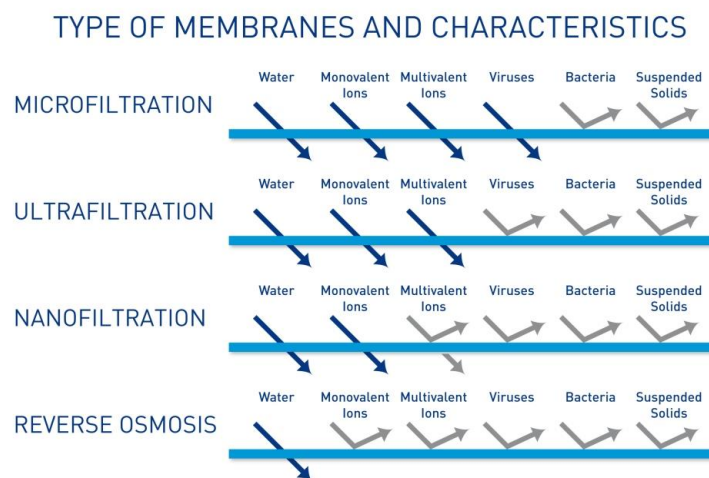 TYPE OF MEMBRANES AND CHARACTERISTICS
Water Monovalent Ions Multivalent Ions Viruses Bacteria Suspended Solids
MICROFILTRATION
Water Monovalent Ions Multivalent Ions Viruses Bacteria Suspended Solids
ULTRAFILTRATION
Water Monovalent Ions Multivalent Ions Viruses Bacteria Suspended Solids
NANOFILTRATION
Water Monovalent Ions Multivalent Ions Viruses Bacteria Suspended Solids
REVERSE OSMOSIS